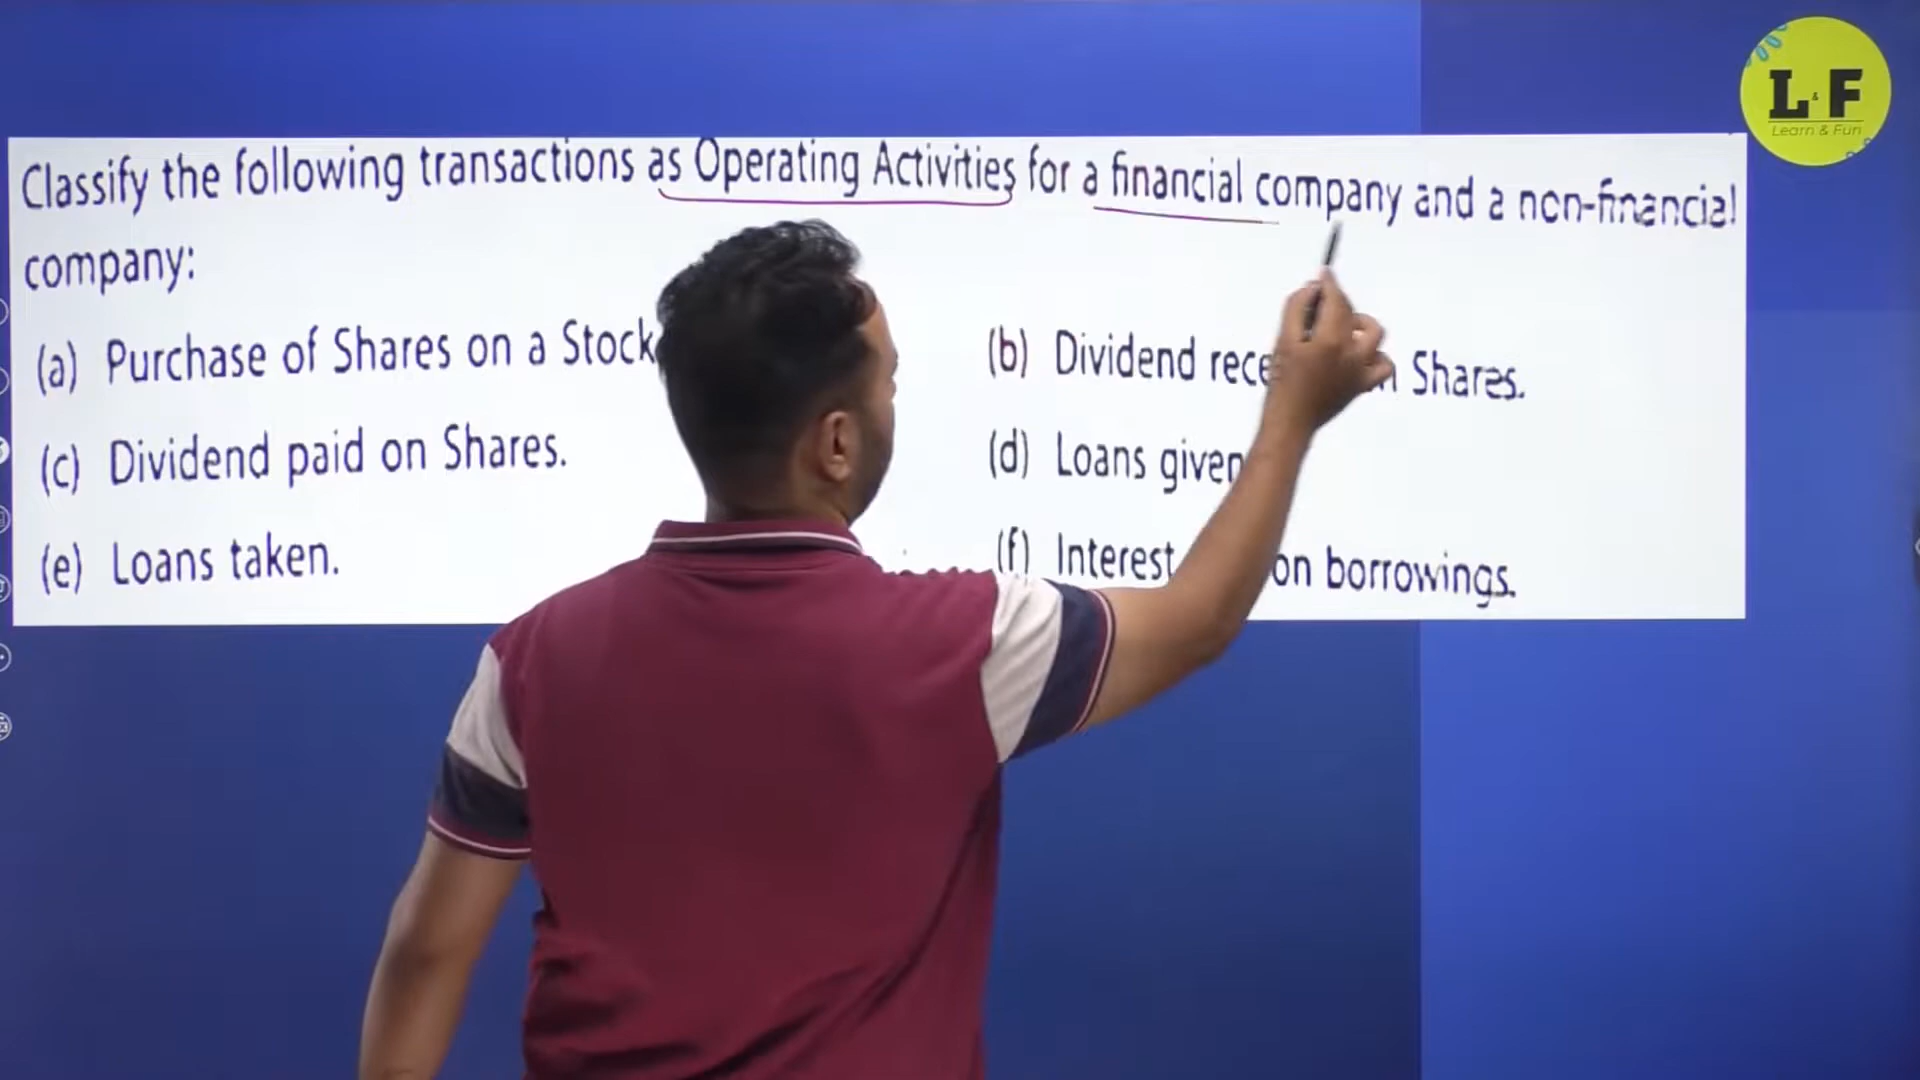 L&F
Learn & Fun
Classify the following transactions as Operating Activities for a financial company and a non-financial
company:
(a) Purchase of Shares on a Stock
(b) Dividend Shares.
(c) Dividend paid on Shares.
(d) Loans given
(e) Loans taken.
(f) Interest on borrowings.